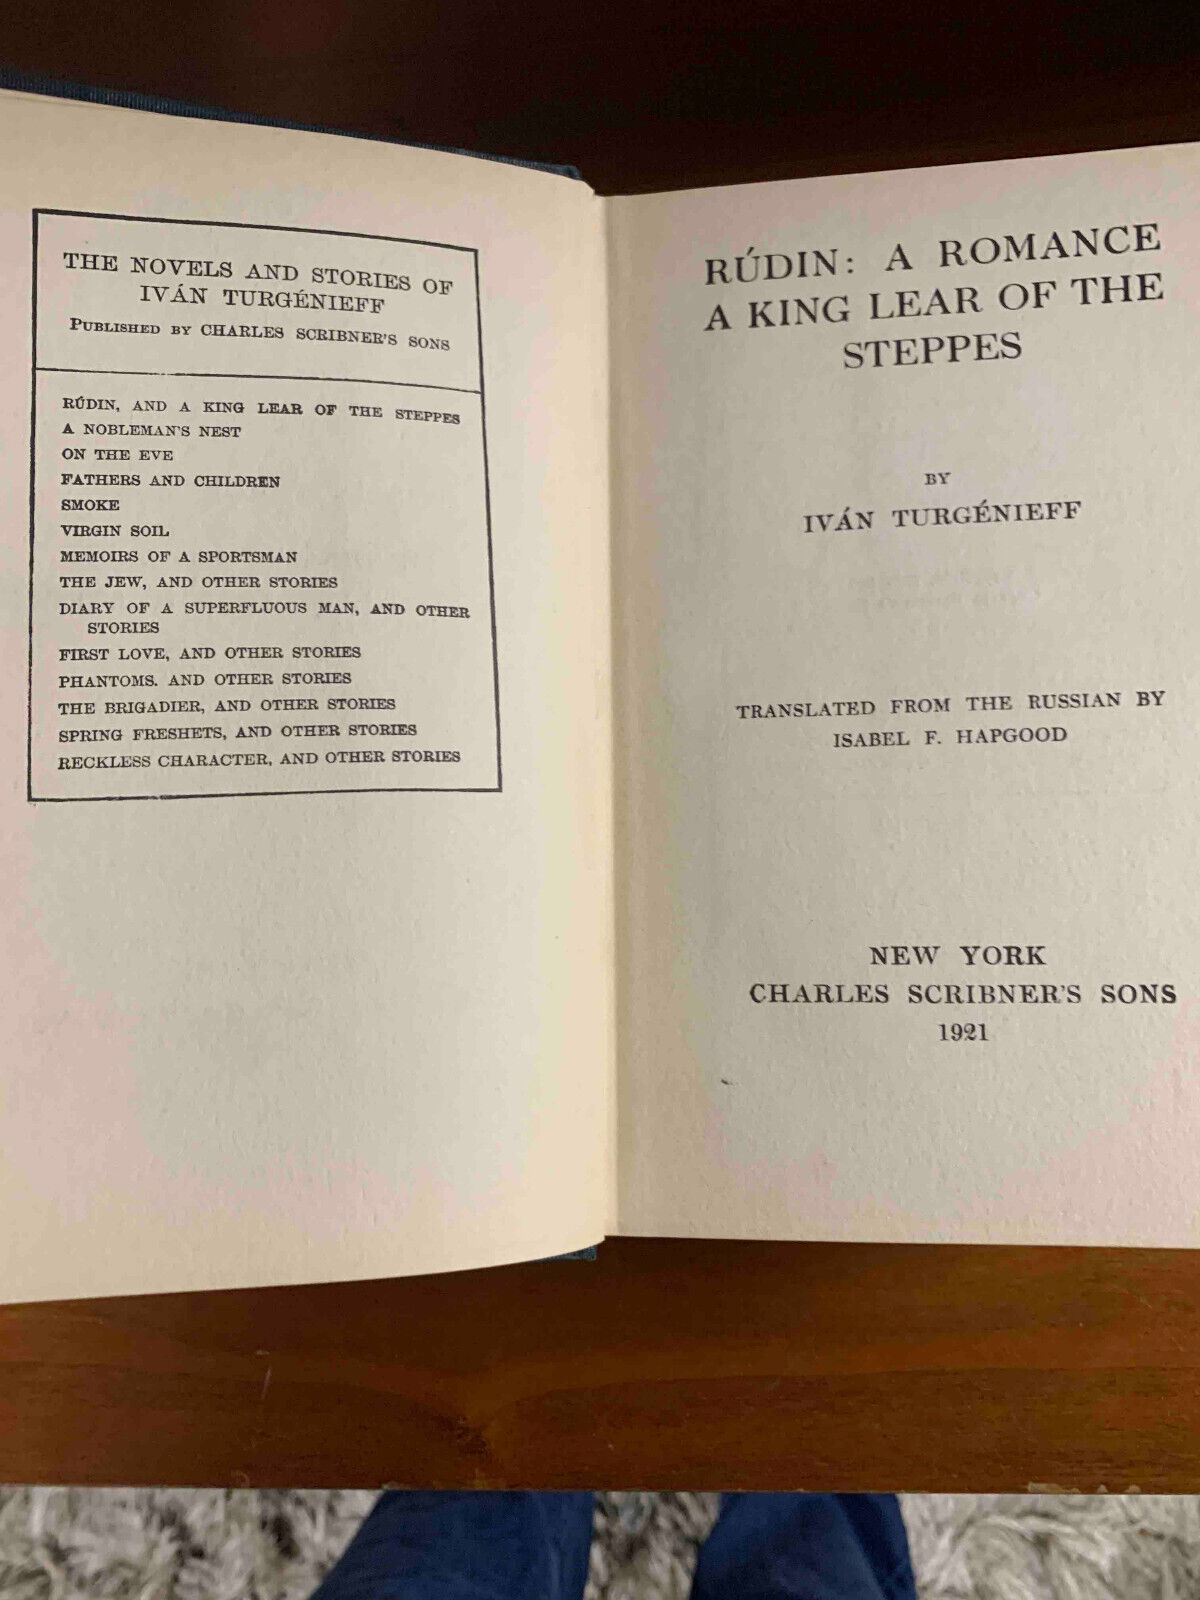 THE NOVELS AND STORIES OF
IVÁN TURGÉNIEFF
PUBLISHED BY CHARLES SCRIBNER'S SONS
RÚDIN, AND A KING LEAR OF THE STEPPES
A NOBLEMAN'S NEST
ON THE EVE
FATHERS AND CHILDREN
SMOKE
VIRGIN SOIL
MEMOIRS OF A SPORTSMAN
THE JEW, AND OTHER STORIES
DIARY OF A SUPERFLUOUS MAN, AND OTHER
STORIES
FIRST LOVE, AND OTHER STORIES
PHANTOMS. AND OTHER STORIES
THE BRIGADIER, AND OTHER STORIES
SPRING FRESHETS, AND OTHER STORIES
RECKLESS CHARACTER, AND OTHER STORIES
RÚDIN: A ROMANCE
A KING LEAR OF THE
STEPPES
BY
IVÁN TURGÉNIEFF
TRANSLATED FROM THE RUSSIAN BY
ISABEL F. HAPGOOD
NEW YORK
CHARLES SCRIBNER'S SONS
1921